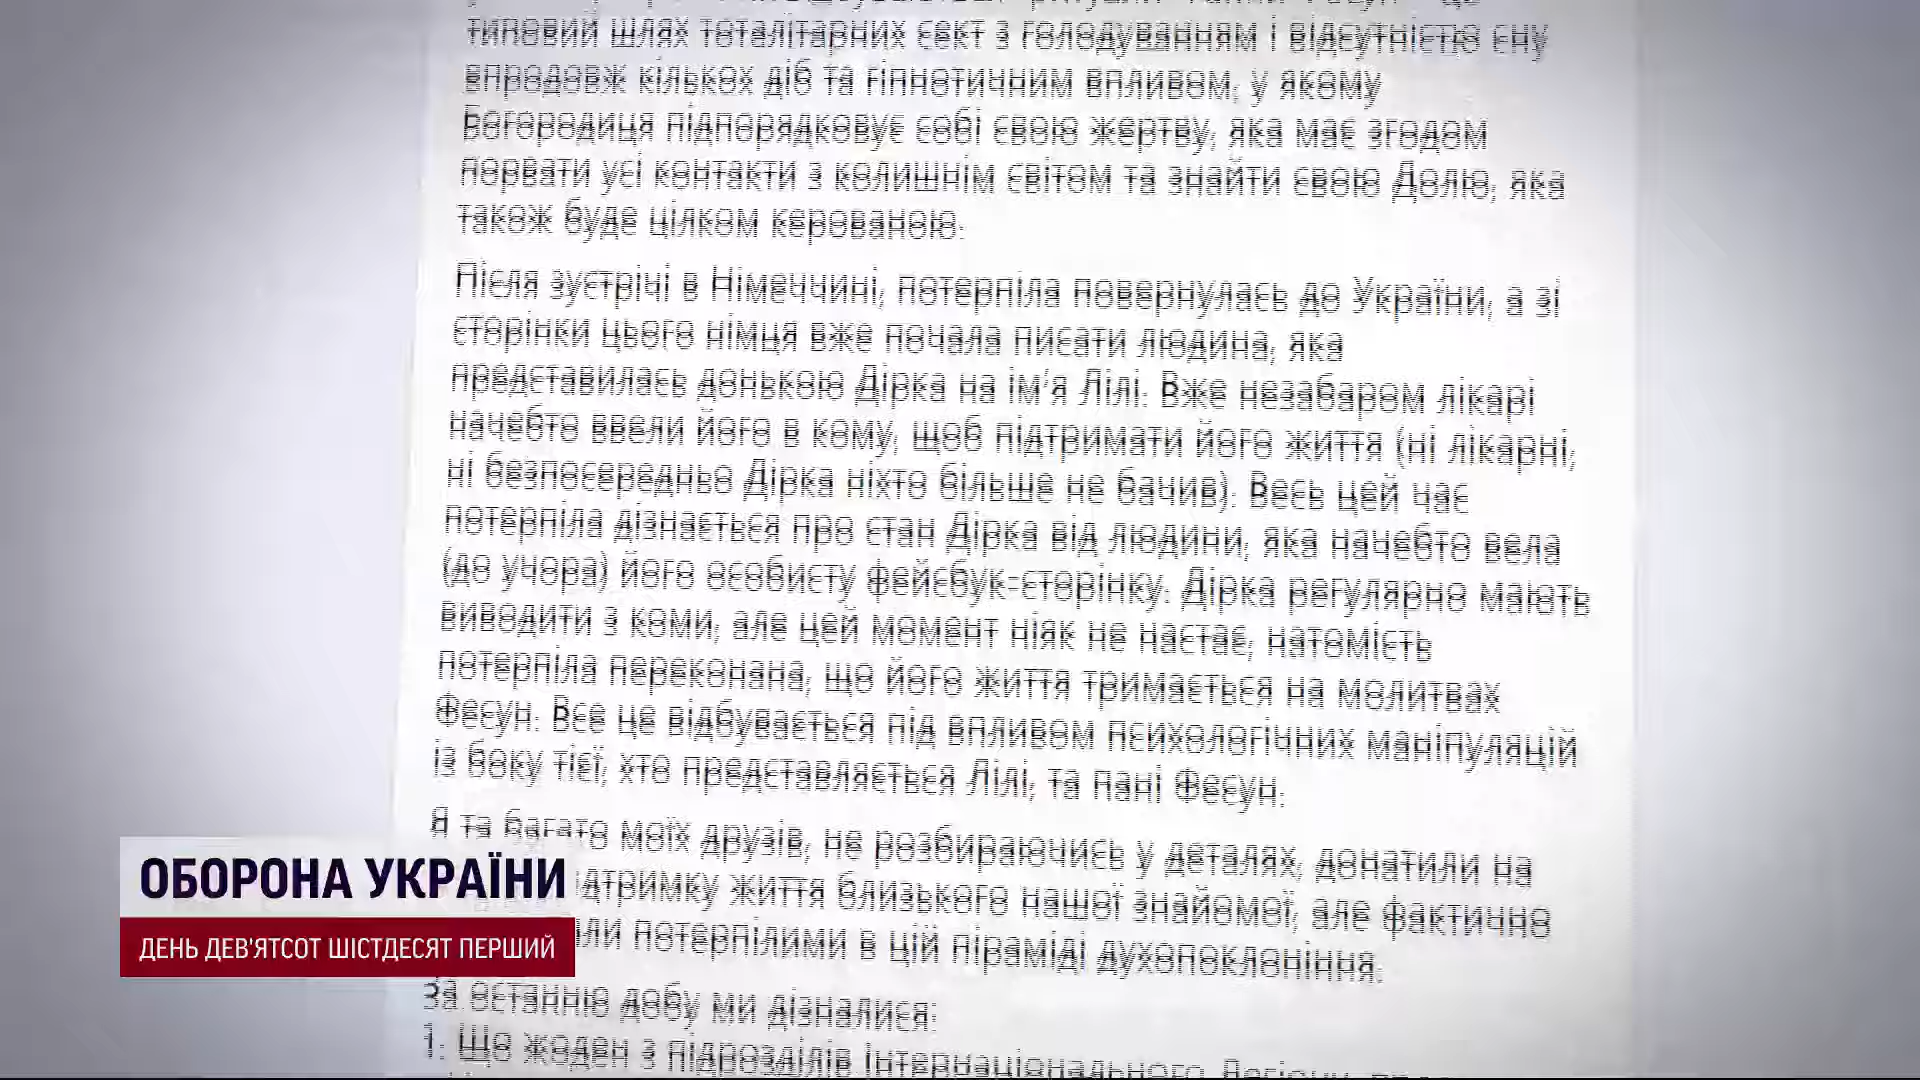 типовий шлях тоталітарних сект з голодуванням і відсутністю сну
впродовж кількох діб та гіпнотичним впливом, у якому
Богородиця підпорядковує собі свою жертву, яка має згодом
порвати усі контакти з колишнім світом та знайти свою Долю, яка
також буде цілком керованою.
Після зустрічі в Німеччині, потерпіла повернулась до України, а зі
сторінки цього німця вже почала писати людина, яка
представилась донькою Дірка на ім'я Лілі. Вже незабаром лікарі
начебто ввели його в кому, щоб підтримати його життя (ні лікарні,
ні безпосередньо Дірка ніхто більше не бачив). Весь цей час
потерпіла дізнається про стан Дірка від людини, яка начебто вела
(до учора) його особисту фейсбук-сторінку. Дірка регулярно мають
виводити з коми, але цей момент ніяк не настає, натомість
потерпіла переконана, що його життя тримається на молитвах
Фесун. Все це відбувається під впливом психологічних маніпуляцій
із боку тієї, хто представляється Лілі, та пані Фесун.
Я та багато моїх друзів, не розбираючись у деталях, донатили на
ідтримку життя близького нашої знайомої, але фактично
ли потерпілими в цій піраміді духопоклоніння.
ОБОРОНА УКРАЇНИ
ДЕНЬ ДЕВ'ЯТСОТ ШІСТДЕСЯТ ПЕРШИЙ
За останню добу ми дізналися:
1. Що жоден з підрозділів Інтернаціонального Легіону